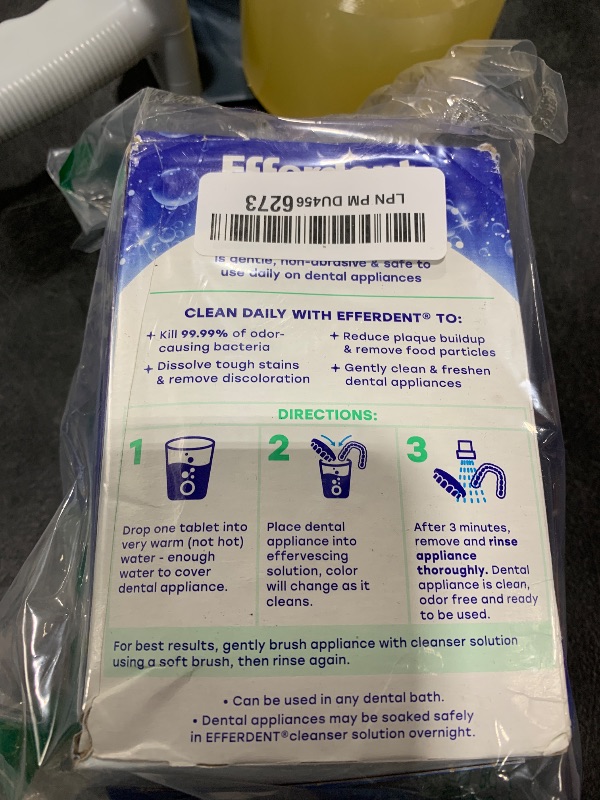 Efferdent
LPN PM DU4566273
is gentle, non-abrasive & safe to
use daily on dental appliances
CLEAN DAILY WITH EFFERDENT® TO:
+ Kill 99.99% of odor-
causing bacteria
+ Dissolve tough stains
& remove discoloration
+ Reduce plaque buildup
& remove food particles
+ Gently clean & freshen
dental appliances
DIRECTIONS:
1
Drop one tablet into
very warm (not hot)
water - enough
water to cover
dental appliance.
2
Place dental
appliance into
effervescing
solution, color
will change as it
cleans.
3
After 3 minutes,
remove and rinse
appliance
thoroughly. Dental
appliance is clean,
odor free and ready
to be used.
For best results, gently brush appliance with cleanser solution
using a soft brush, then rinse again.
• Can be used in any dental bath.
• Dental appliances may be soaked safely
in EFFERDENT® cleanser solution overnight.